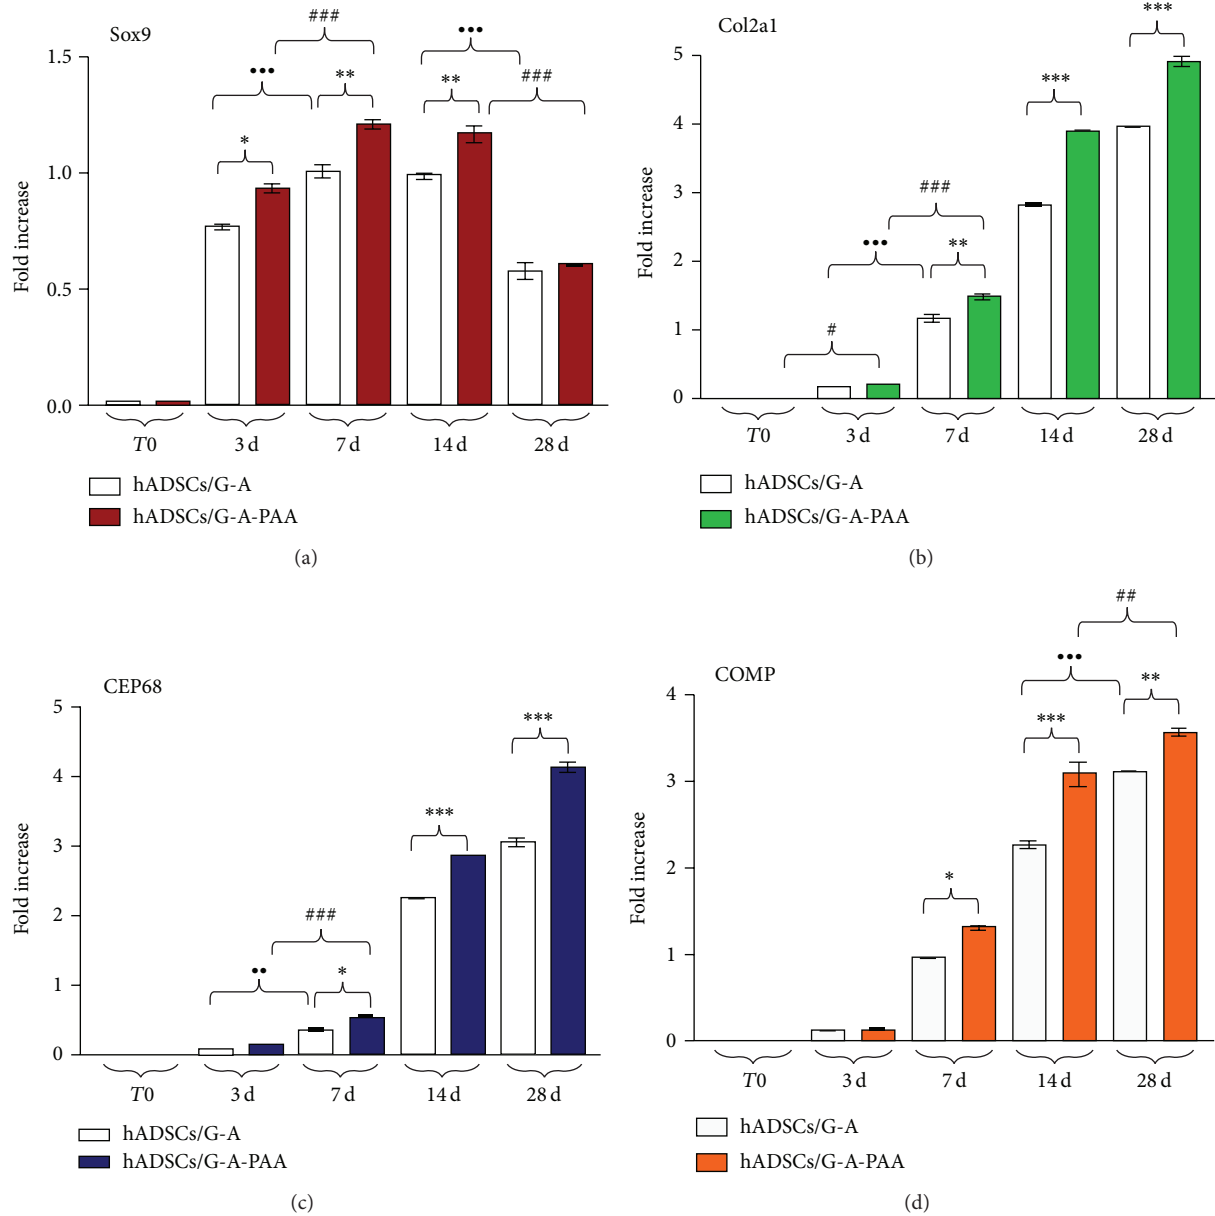 Sox9
###
•••
•••
**
**
###
*
1.5
1.0
0.5
0.0
Fold increase
T0
3 d
7 d
14 d
28 d
hADSCs/G-A
hADSCs/G-A-PAA
(a)
Col2a1
***
***
###
•••
**
#
5
4
3
2
1
0
Fold increase
T0
3 d
7 d
14 d
28 d
hADSCs/G-A
hADSCs/G-A-PAA
(b)
CEP68
***
***
###
••
*
5
4
3
2
1
0
Fold increase
T0
3 d
7 d
14 d
28 d
hADSCs/G-A
hADSCs/G-A-PAA
(c)
COMP
##
•••
**
***
*
4
3
2
1
0
Fold increase
T0
3 d
7 d
14 d
28 d
hADSCs/G-A
hADSCs/G-A-PAA
(d)